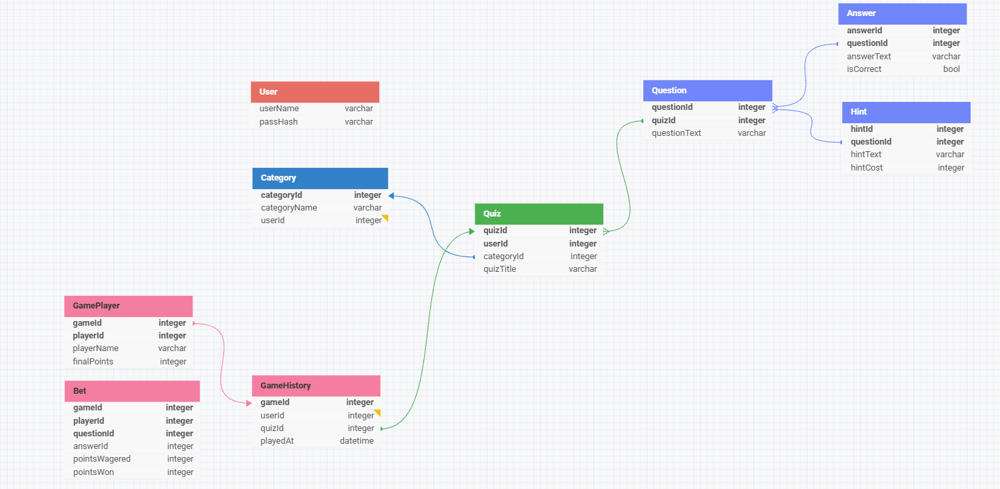 Answer
answerId integer
questionId integer
answerText varchar
isCorrect bool
User
userName varchar
passHash varchar
Question
questionId integer
quizId integer
questionText varchar
Hint
hintId integer
questionId integer
hintText varchar
hintCost integer
Category
categoryId integer
categoryName varchar
userId integer
Quiz
quizId integer
userId integer
categoryId integer
quizTitle varchar
GamePlayer
gameId integer
playerId integer
playerName varchar
finalPoints integer
Bet
gameId integer
playerId integer
questionId integer
answerId integer
pointsWagered integer
pointsWon integer
GameHistory
gameId integer
userId integer
quizId integer
playedAt datetime